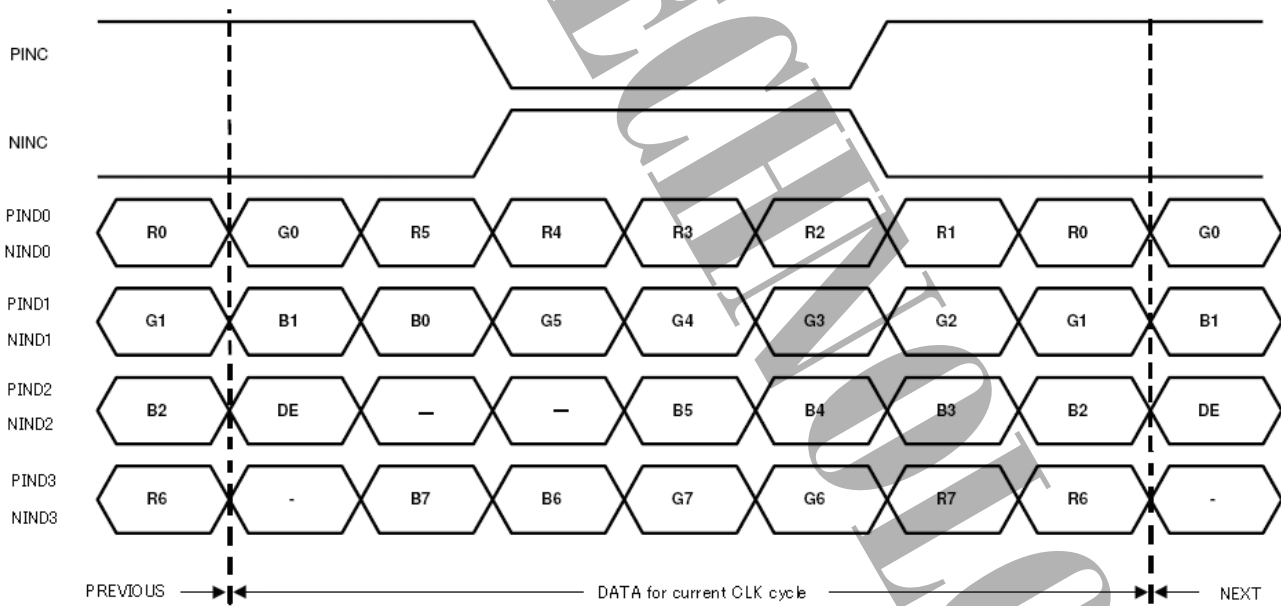 PINC
NINC
PIND0
NIND0
R0 G0 R5 R4 R3 R2 R1 R0 G0
PIND1
NIND1
G1 B1 B0 G5 G4 G3 G2 G1 B1
PIND2
NIND2
B2 DE — — B5 B4 B3 B2 DE
PIND3
NIND3
R6 - B7 B6 G7 G6 R7 R6 -
PREVIOUS DATA for current CLK cycle NEXT